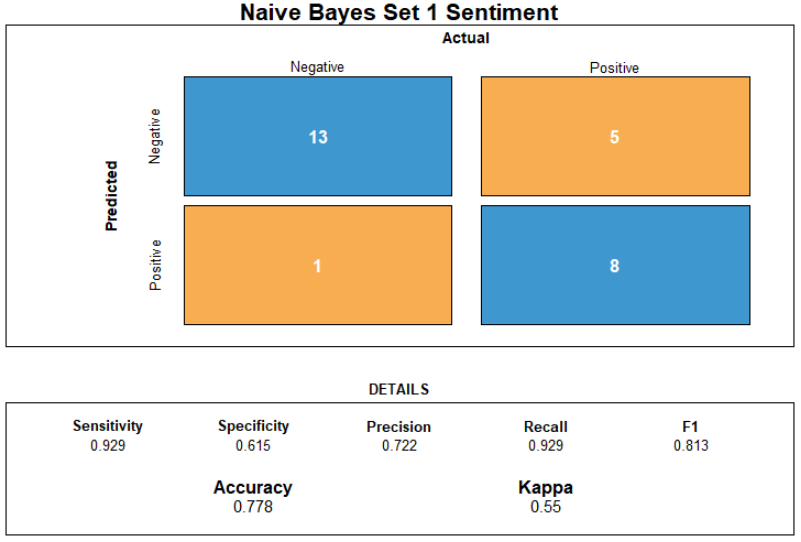 Naive Bayes Set 1 Sentiment
Actual
Negative Positive
Predicted
Negative
13 5
Positive
1 8
DETAILS
Sensitivity Specificity Precision Recall F1
0.929 0.615 0.722 0.929 0.813
Accuracy Kappa
0.778 0.55